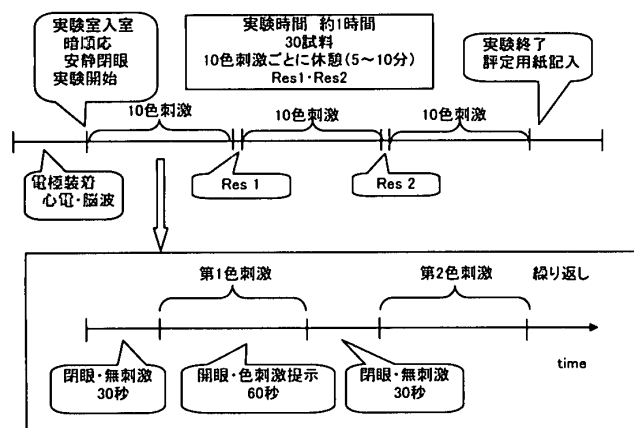 実験室入室
暗順応
安静閉眼
実験開始
実験時間 約1時間
30試料
10色刺激ごとに休憩(5～10分)
Res1・Res2
実験終了
評定用紙記入
10色刺激
10色刺激
10色刺激
電極装着
心電・脳波
Res 1
Res 2
第1色刺激
第2色刺激
繰り返し
time
閉眼・無刺激
30秒
開眼・色刺激提示
60秒
閉眼・無刺激
30秒